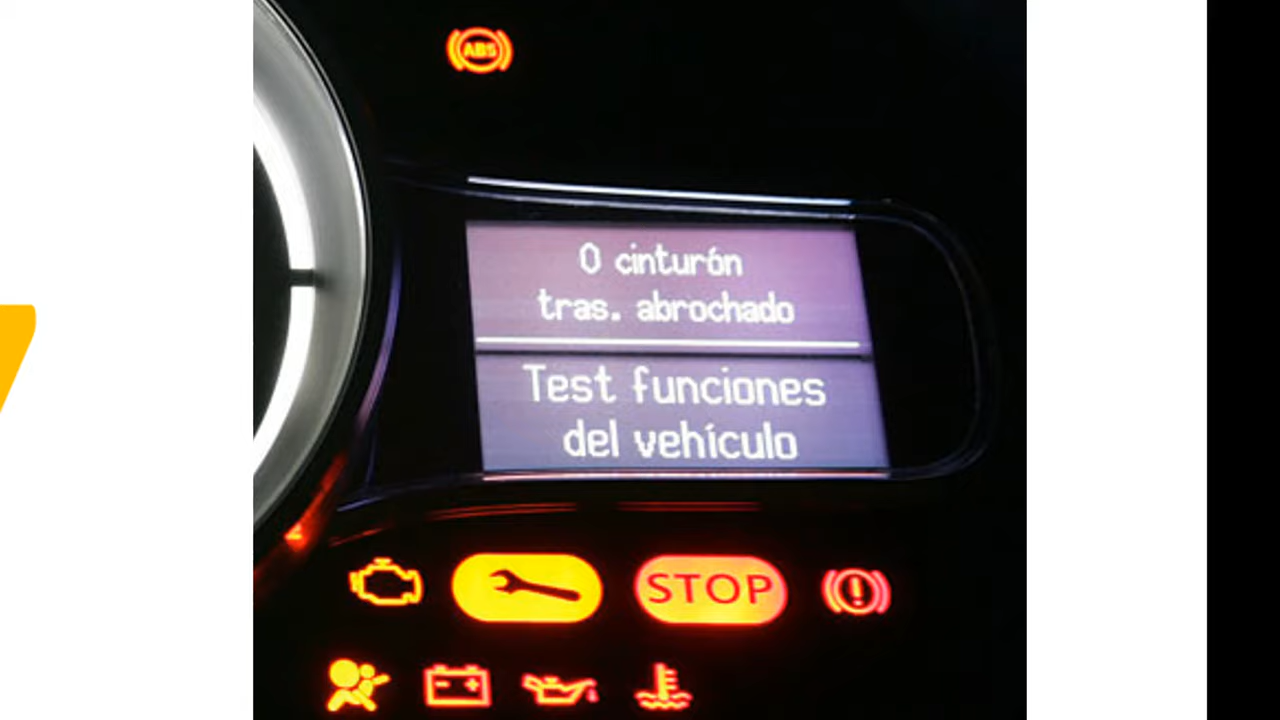 ABS
0 cinturón
tras. abrochado
Test funciones
del vehículo
STOP